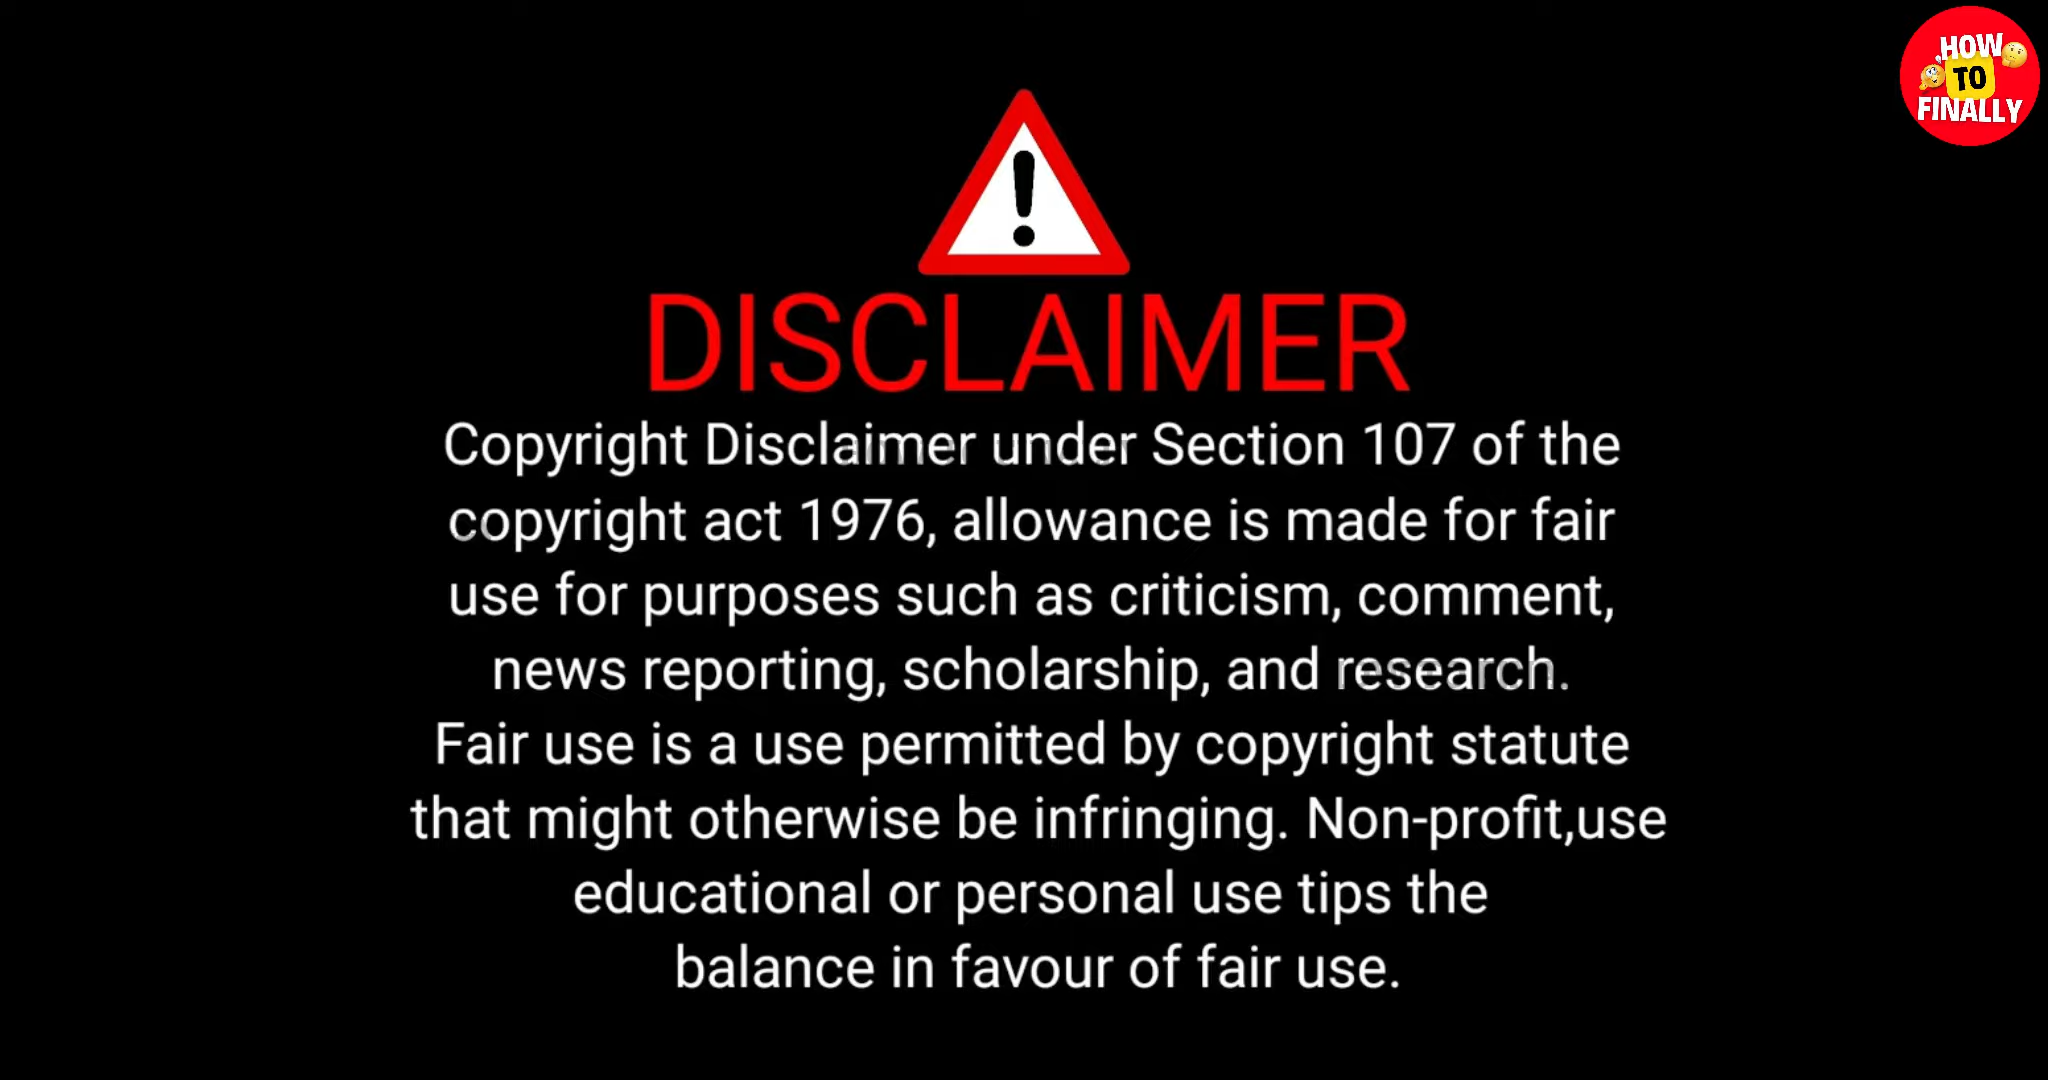 HOW
TO
FINALLY
DISCLAIMER
Copyright Disclaimer under Section 107 of the
copyright act 1976, allowance is made for fair
use for purposes such as criticism, comment,
news reporting, scholarship, and research.
Fair use is a use permitted by copyright statute
that might otherwise be infringing. Non-profit,use
educational or personal use tips the
balance in favour of fair use.